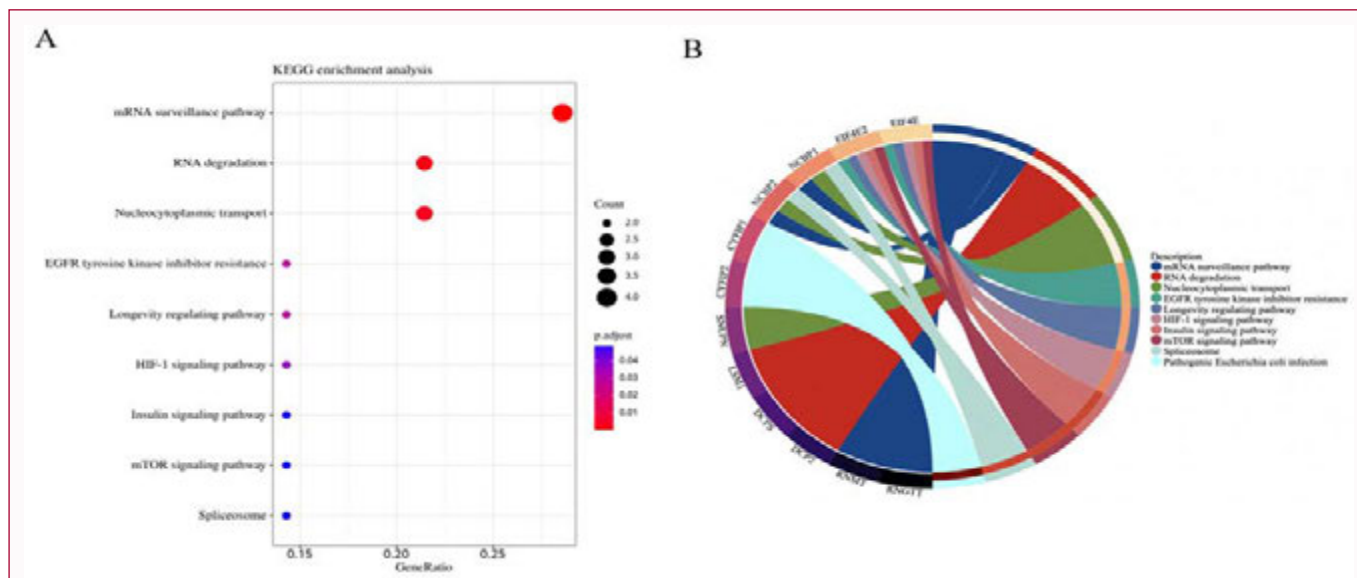 A
KEGG enrichment analysis
mRNA surveillance pathway
RNA degradation
Nucleocytoplasmic transport
EGFR tyrosine kinase inhibitor resistance
Longevity regulating pathway
HIF-1 signaling pathway
Insulin signaling pathway
mTOR signaling pathway
Spliceosome
0.15
0.20
0.25
GeneRatio
Count
2.0
2.5
3.0
3.5
4.0
p.adjust
0.04
0.03
0.02
0.01
B
EIF4E
EIF4E2
NCBP1
NCBP2
CYFIP1
CYFIP2
SNUPN
LSM1
DCPS
DCP2
RNMT
RNGTT
Description
mRNA surveillance pathway
RNA degradation
Nucleocytoplasmic transport
EGFR tyrosine kinase inhibitor resistance
Longevity regulating pathway
HIF-1 signaling pathway
Insulin signaling pathway
mTOR signaling pathway
Spliceosome
Pathogenic Escherichia coli infection